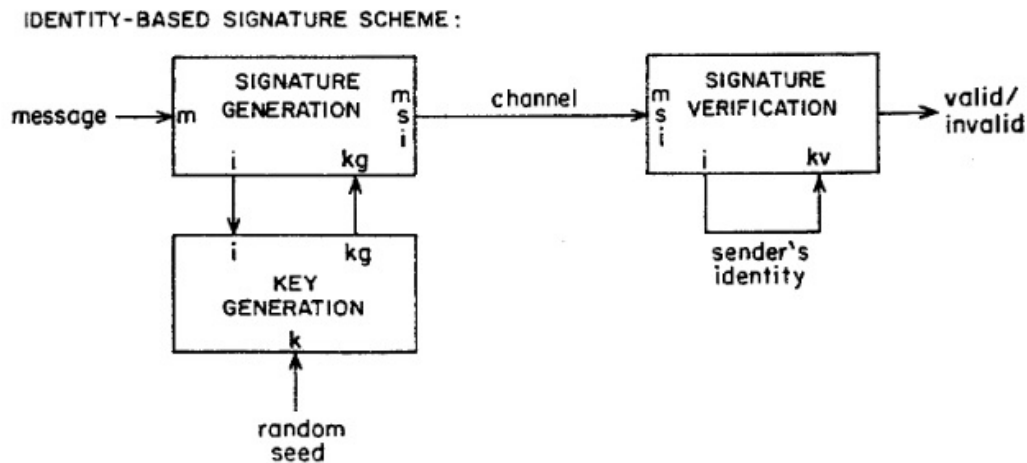 IDENTITY-BASED SIGNATURE SCHEME:
SIGNATURE
GENERATION
message
m
m
s
i
i
kg
channel
m
s
i
SIGNATURE
VERIFICATION
i
kv
valid/
invalid
sender's
identity
i
kg
KEY
GENERATION
k
random
seed